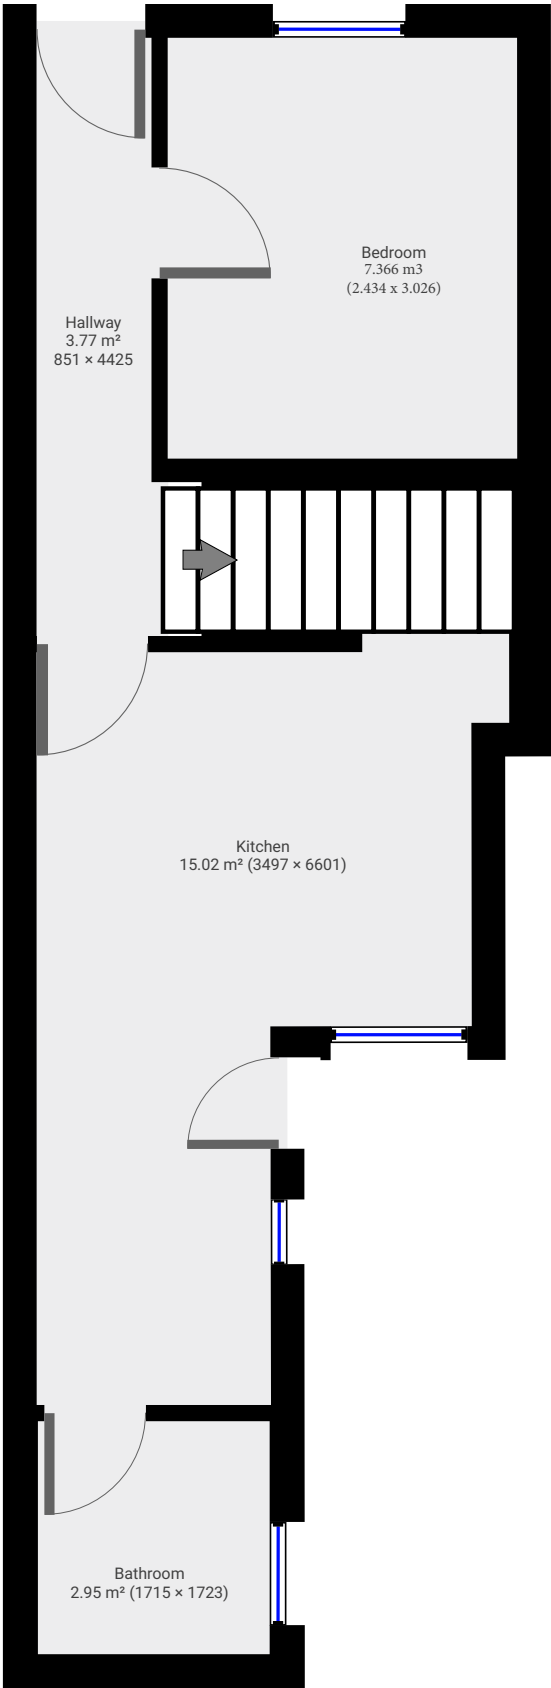 Bedroom
7.366 m3
(2.434 x 3.026)
Hallway
3.77 m²
851 × 4425
Kitchen
15.02 m² (3497 × 6601)
Bathroom
2.95 m² (1715 × 1723)